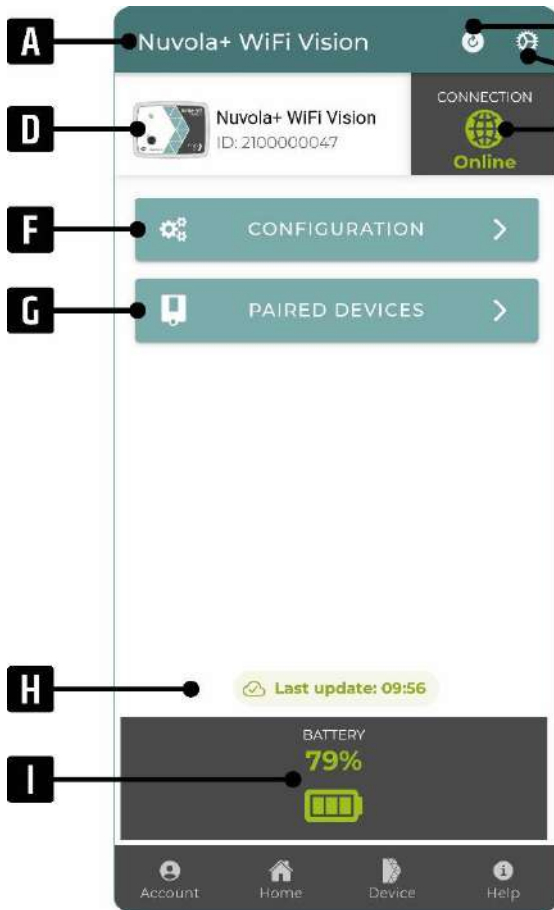 A
Nuvola+ WiFi Vision
D
Nuvola+ WiFi Vision
ID: 2100000047
CONNECTION
Online
F
CONFIGURATION
G
PAIRED DEVICES
H
Last update: 09:56
I
BATTERY
79%
Account
Home
Device
Help